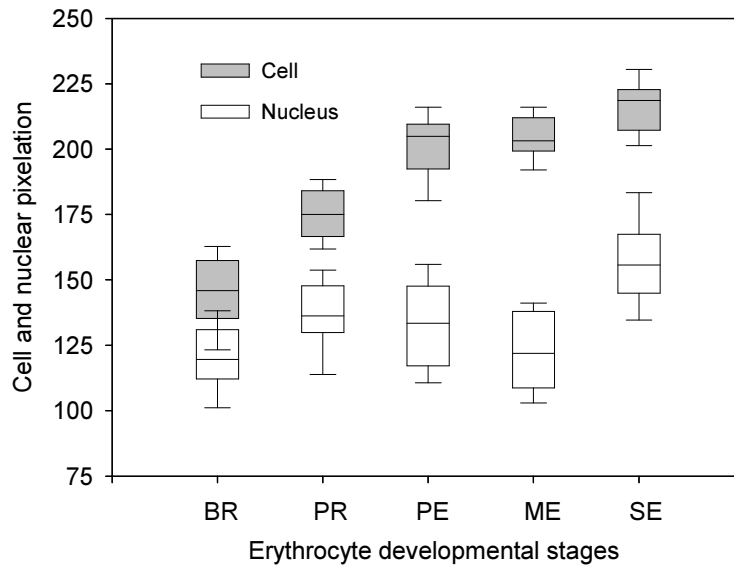 250
225
200
175
150
125
100
75
Cell and nuclear pixelation
Cell
Nucleus
BR PR PE ME SE
Erythrocyte developmental stages